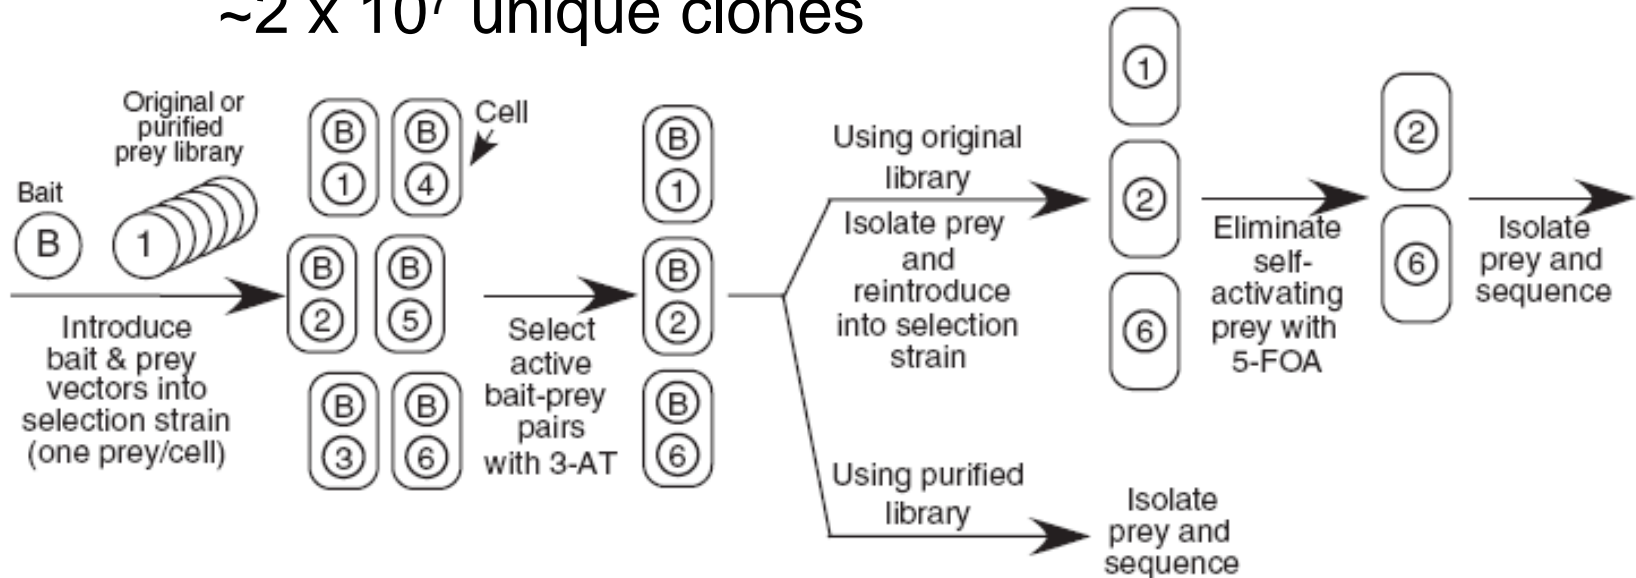 ~2 x 10⁷ unique clones
Original or
purified
prey library
Bait
B
1
Introduce
bait & prey
vectors into
selection strain
(one prey/cell)
Cell
B
1
B
4
B
2
B
5
B
3
B
6
Select
active
bait-prey
pairs
with 3-AT
B
1
B
2
B
6
Using original
library
Isolate prey
and
reintroduce
into selection
strain
1
2
6
Eliminate
self-
activating
prey with
5-FOA
2
6
Isolate
prey and
sequence
Using purified
library
Isolate
prey and
sequence